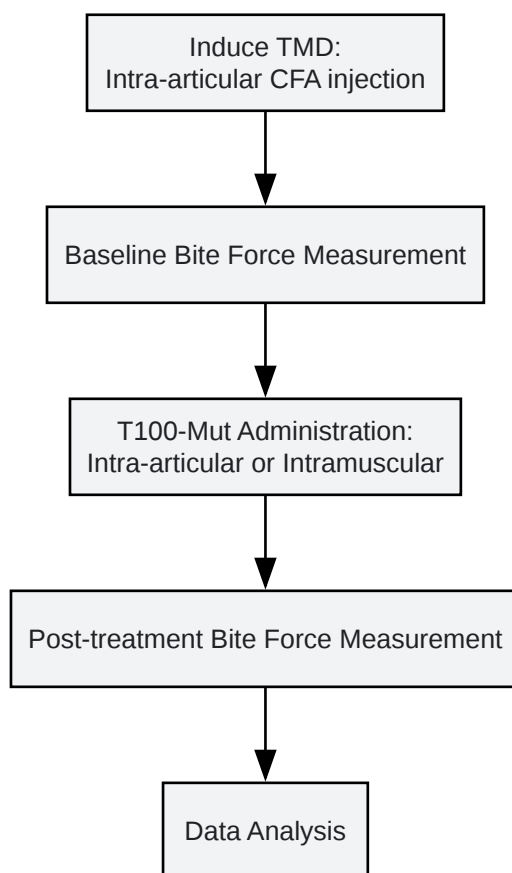 Induce TMD:
Intra-articular CFA injection
Baseline Bite Force Measurement
T100-Mut Administration:
Intra-articular or Intramuscular
Post-treatment Bite Force Measurement
Data Analysis